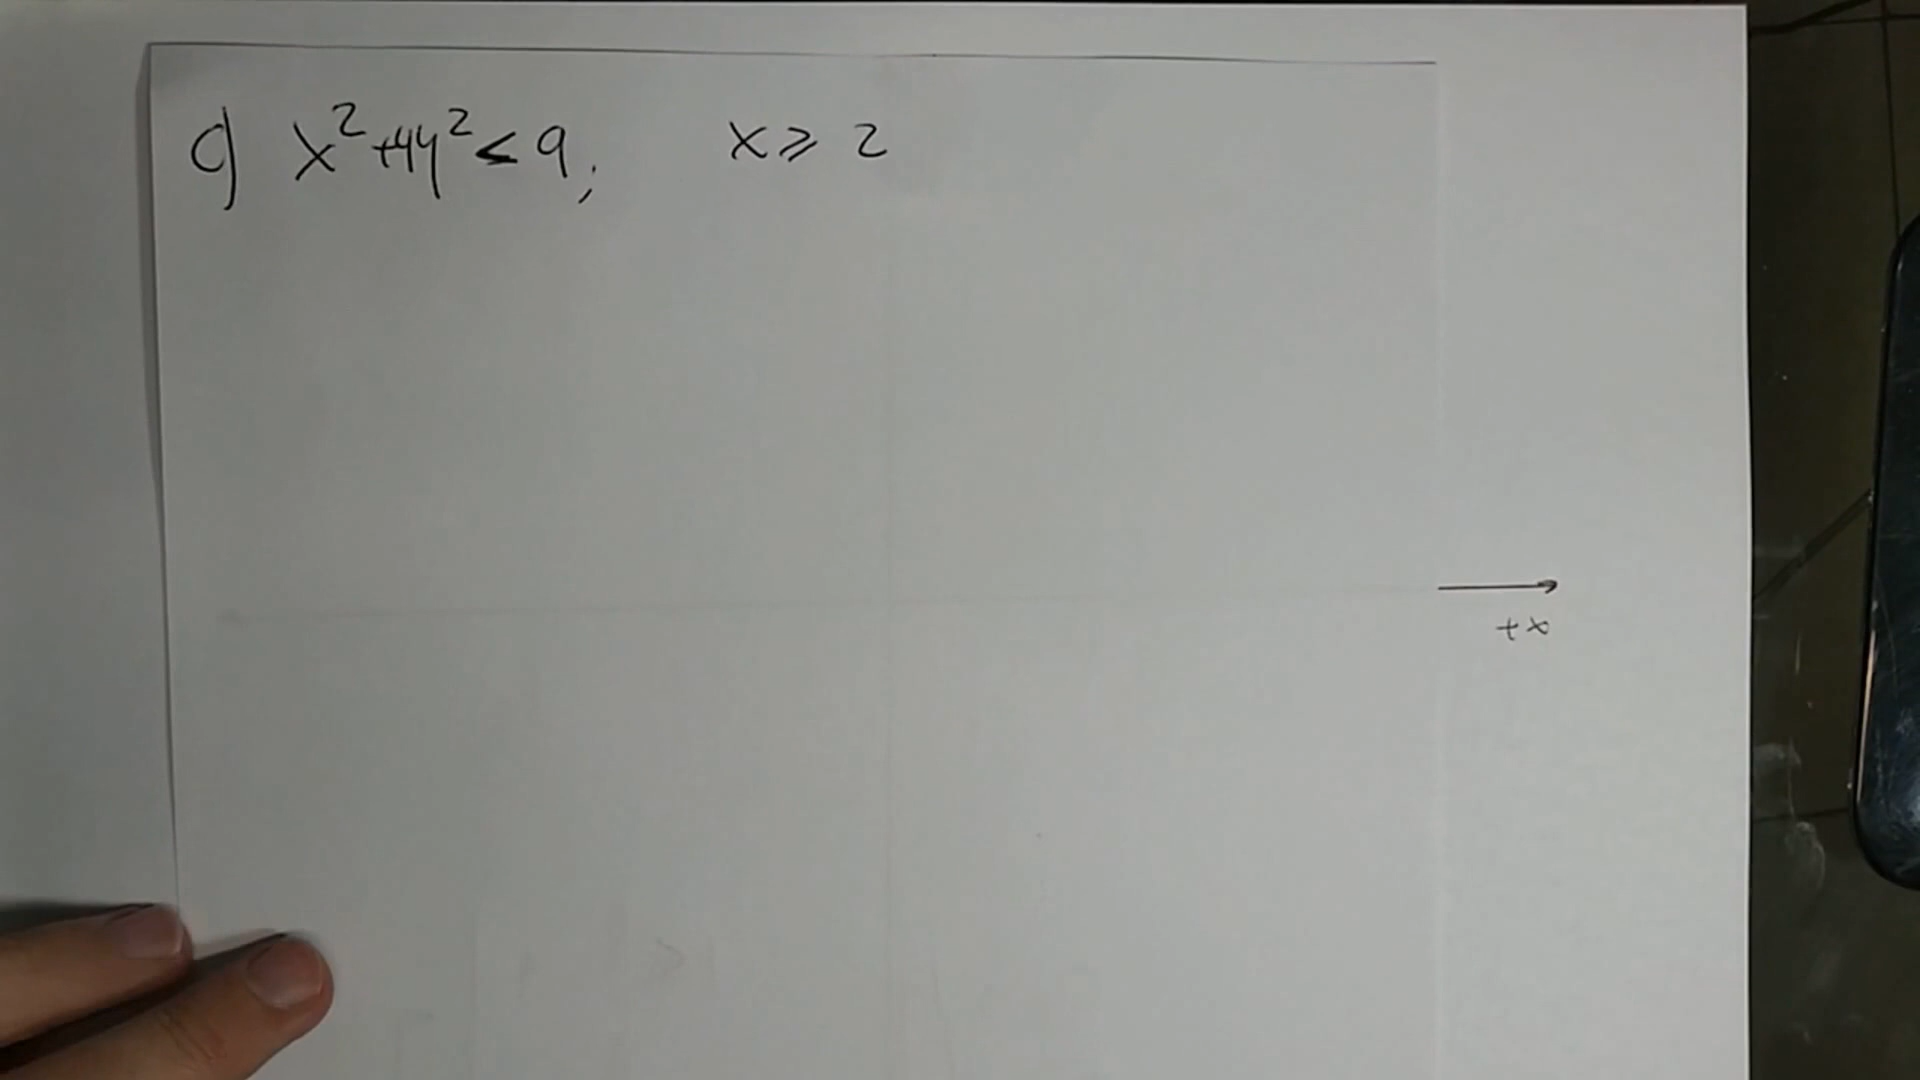 c) x² + 4y² < 9; x ⩾ 2
+x